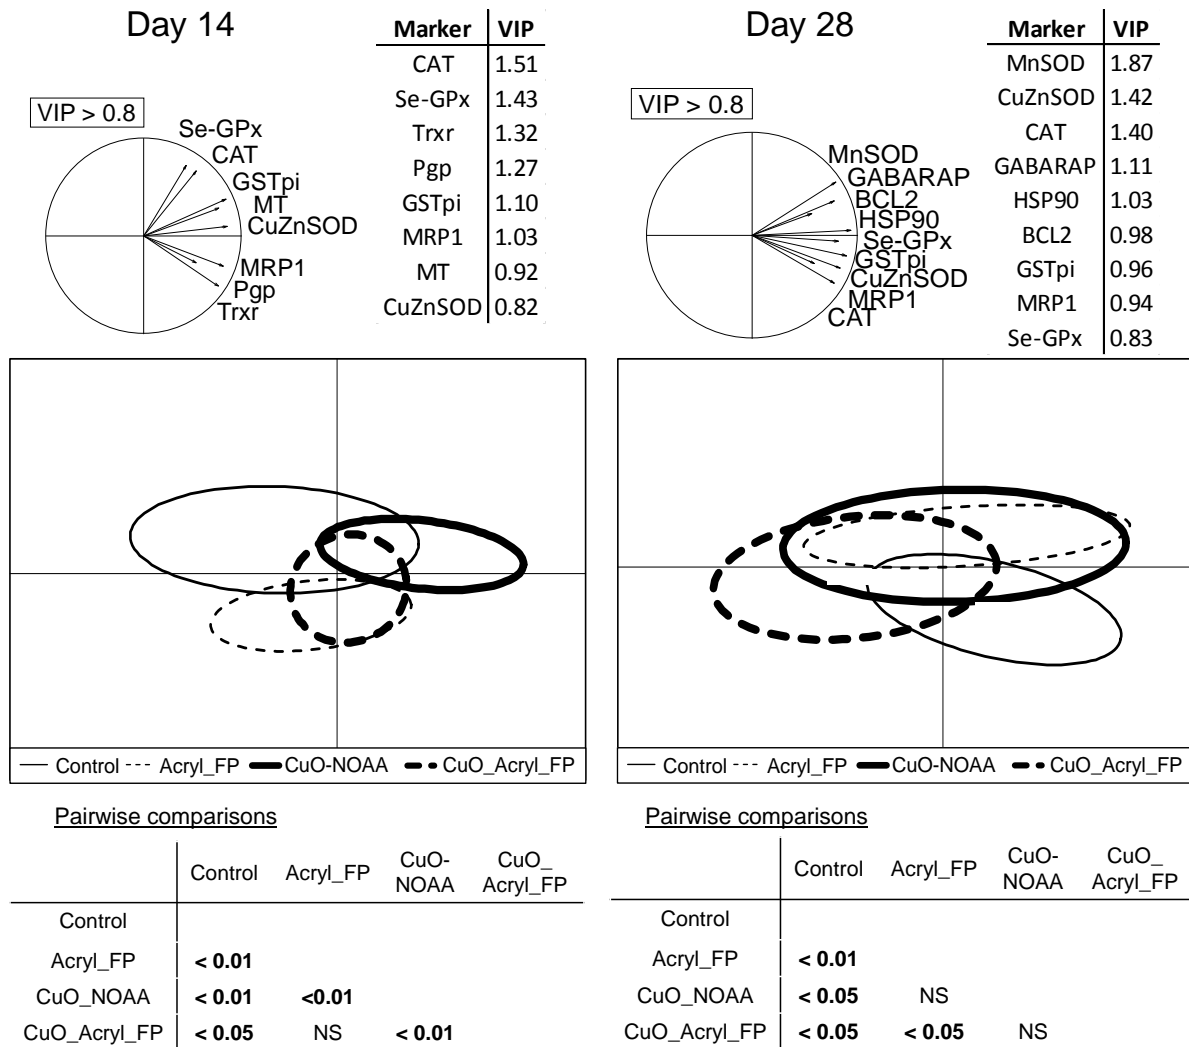 Day 14
Marker VIP
CAT 1.51
Se-GPx 1.43
Trxr 1.32
Pgp 1.27
GSTpi 1.10
MRP1 1.03
MT 0.92
CuZnSOD 0.82
VIP > 0.8
Se-GPx
CAT
GSTpi
MT
CuZnSOD
MRP1
Pgp
Trxr
Control Acryl_FP CuO-NOAA CuO_Acryl_FP
Pairwise comparisons
Control Acryl_FP CuO-NOAA CuO_Acryl_FP
Control
Acryl_FP < 0.01
CuO_NOAA < 0.01 <0.01
CuO_Acryl_FP < 0.05 NS < 0.01
Day 28
Marker VIP
MnSOD 1.87
CuZnSOD 1.42
CAT 1.40
GABARAP 1.11
HSP90 1.03
BCL2 0.98
GSTpi 0.96
MRP1 0.94
Se-GPx 0.83
VIP > 0.8
MnSOD
GABARAP
BCL2
HSP90
Se-GPx
GSTpi
CuZnSOD
MRP1
CAT
Control Acryl_FP CuO-NOAA CuO_Acryl_FP
Pairwise comparisons
Control Acryl_FP CuO-NOAA CuO_Acryl_FP
Control
Acryl_FP < 0.01
CuO_NOAA < 0.05 NS
CuO_Acryl_FP < 0.05 < 0.05 NS